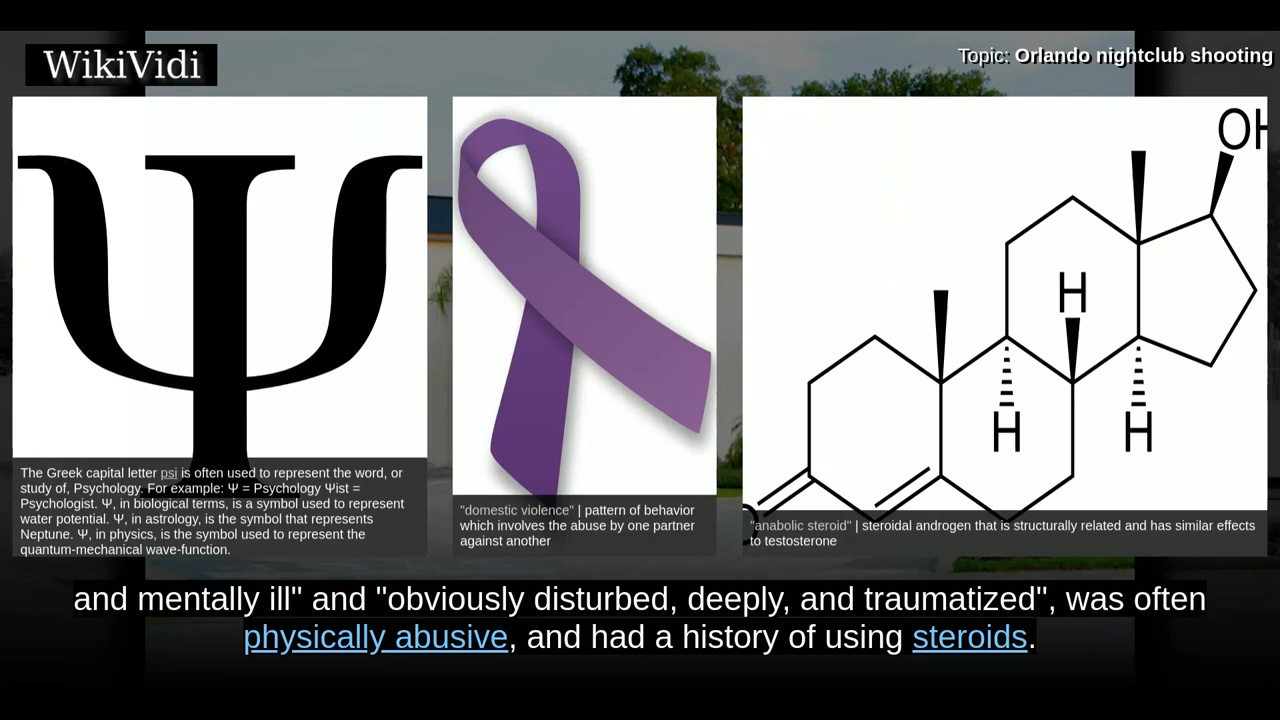 WikiVidi
Topic: Orlando nightclub shooting
Ψ
OH
H
H
H
The Greek capital letter psi is often used to represent the word, or
study of, Psychology. For example: Ψ = Psychology Ψist =
Psychologist. Ψ, in biological terms, is a symbol used to represent
water potential. Ψ, in astrology, is the symbol that represents
Neptune. Ψ, in physics, is the symbol used to represent the
quantum-mechanical wave-function.
"domestic violence" | pattern of behavior
which involves the abuse by one partner
against another
O
"anabolic steroid" | steroidal androgen that is structurally related and has similar effects
to testosterone
and mentally ill" and "obviously disturbed, deeply, and traumatized", was often
physically abusive, and had a history of using steroids.